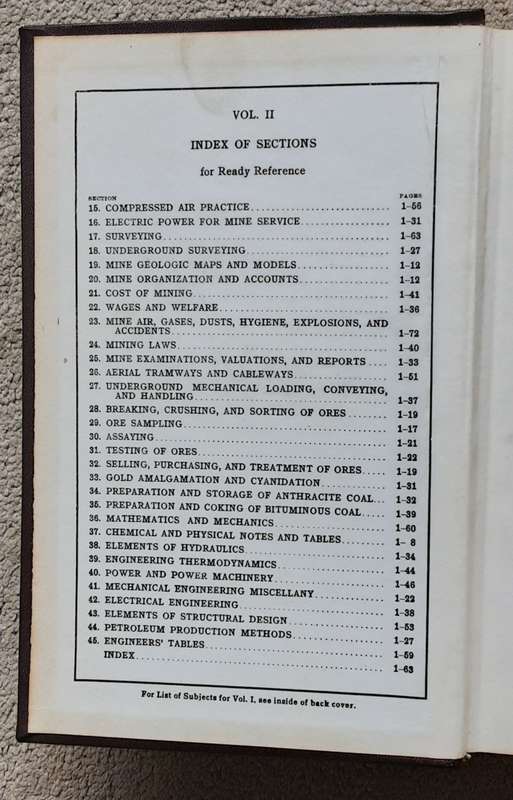 VOL. II
INDEX OF SECTIONS
for Ready Reference
SECTION PAGES
15. COMPRESSED AIR PRACTICE 1-56
16. ELECTRIC POWER FOR MINE SERVICE 1-31
17. SURVEYING 1-63
18. UNDERGROUND SURVEYING 1-27
19. MINE GEOLOGIC MAPS AND MODELS 1-12
20. MINE ORGANIZATION AND ACCOUNTS 1-12
21. COST OF MINING 1-41
22. WAGES AND WELFARE 1-36
23. MINE AIR, GASES, DUSTS, HYGIENE, EXPLOSIONS, AND
ACCIDENTS 1-72
24. MINING LAWS 1-40
25. MINE EXAMINATIONS, VALUATIONS, AND REPORTS 1-33
26. AERIAL TRAMWAYS AND CABLEWAYS 1-51
27. UNDERGROUND MECHANICAL LOADING, CONVEYING,
AND HANDLING 1-37
28. BREAKING, CRUSHING, AND SORTING OF ORES 1-19
29. ORE SAMPLING 1-17
30. ASSAYING 1-21
31. TESTING OF ORES 1-22
32. SELLING, PURCHASING, AND TREATMENT OF ORES 1-19
33. GOLD AMALGAMATION AND CYANIDATION 1-31
34. PREPARATION AND STORAGE OF ANTHRACITE COAL 1-32
35. PREPARATION AND COKING OF BITUMINOUS COAL 1-39
36. MATHEMATICS AND MECHANICS 1-60
37. CHEMICAL AND PHYSICAL NOTES AND TABLES 1- 8
38. ELEMENTS OF HYDRAULICS 1-34
39. ENGINEERING THERMODYNAMICS 1-44
40. POWER AND POWER MACHINERY 1-46
41. MECHANICAL ENGINEERING MISCELLANY 1-22
42. ELECTRICAL ENGINEERING 1-38
43. ELEMENTS OF STRUCTURAL DESIGN 1-53
44. PETROLEUM PRODUCTION METHODS 1-27
45. ENGINEERS' TABLES 1-59
INDEX 1-63
For List of Subjects for Vol. I, see inside of back cover.